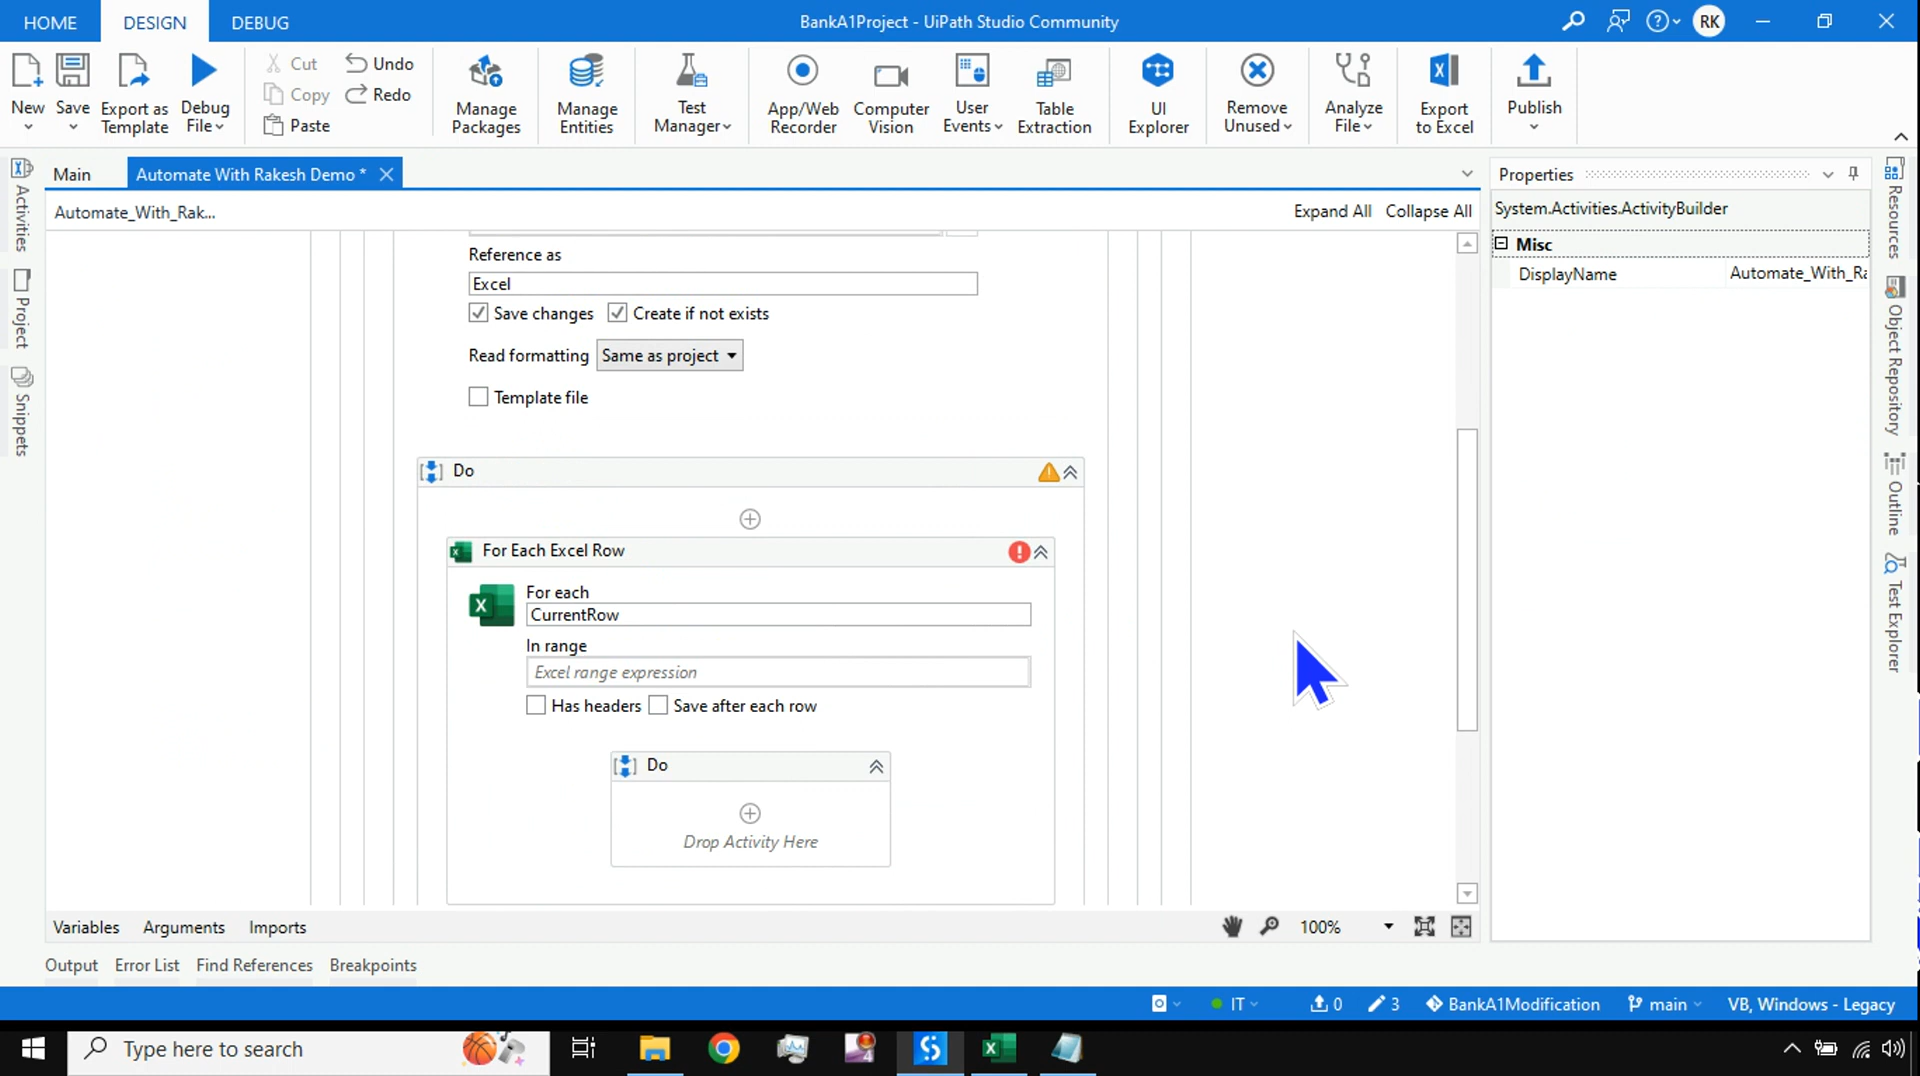 HOME DESIGN DEBUG BankA1Project - UiPath Studio Community RK
New Save Export as Template Debug File
Cut Copy Paste Undo Redo
Manage Packages Manage Entities Test Manager App/Web Recorder Computer Vision User Events Table Extraction UI Explorer Remove Unused Analyze File Export to Excel Publish
Main Automate With Rakesh Demo *
Properties
Automate_With_Rak... Expand All Collapse All
System.Activities.ActivityBuilder
Misc
DisplayName Automate_With_Ra
Activities
Project
Snippets
Reference as
Excel
Save changes Create if not exists
Read formatting Same as project
Template file
Do
For Each Excel Row
For each
CurrentRow
In range
Excel range expression
Has headers Save after each row
Do
Drop Activity Here
Resources
Object Repository
Outline
Test Explorer
Variables Arguments Imports 100%
Output Error List Find References Breakpoints
IT 0 3 BankA1Modification main VB, Windows - Legacy
Type here to search